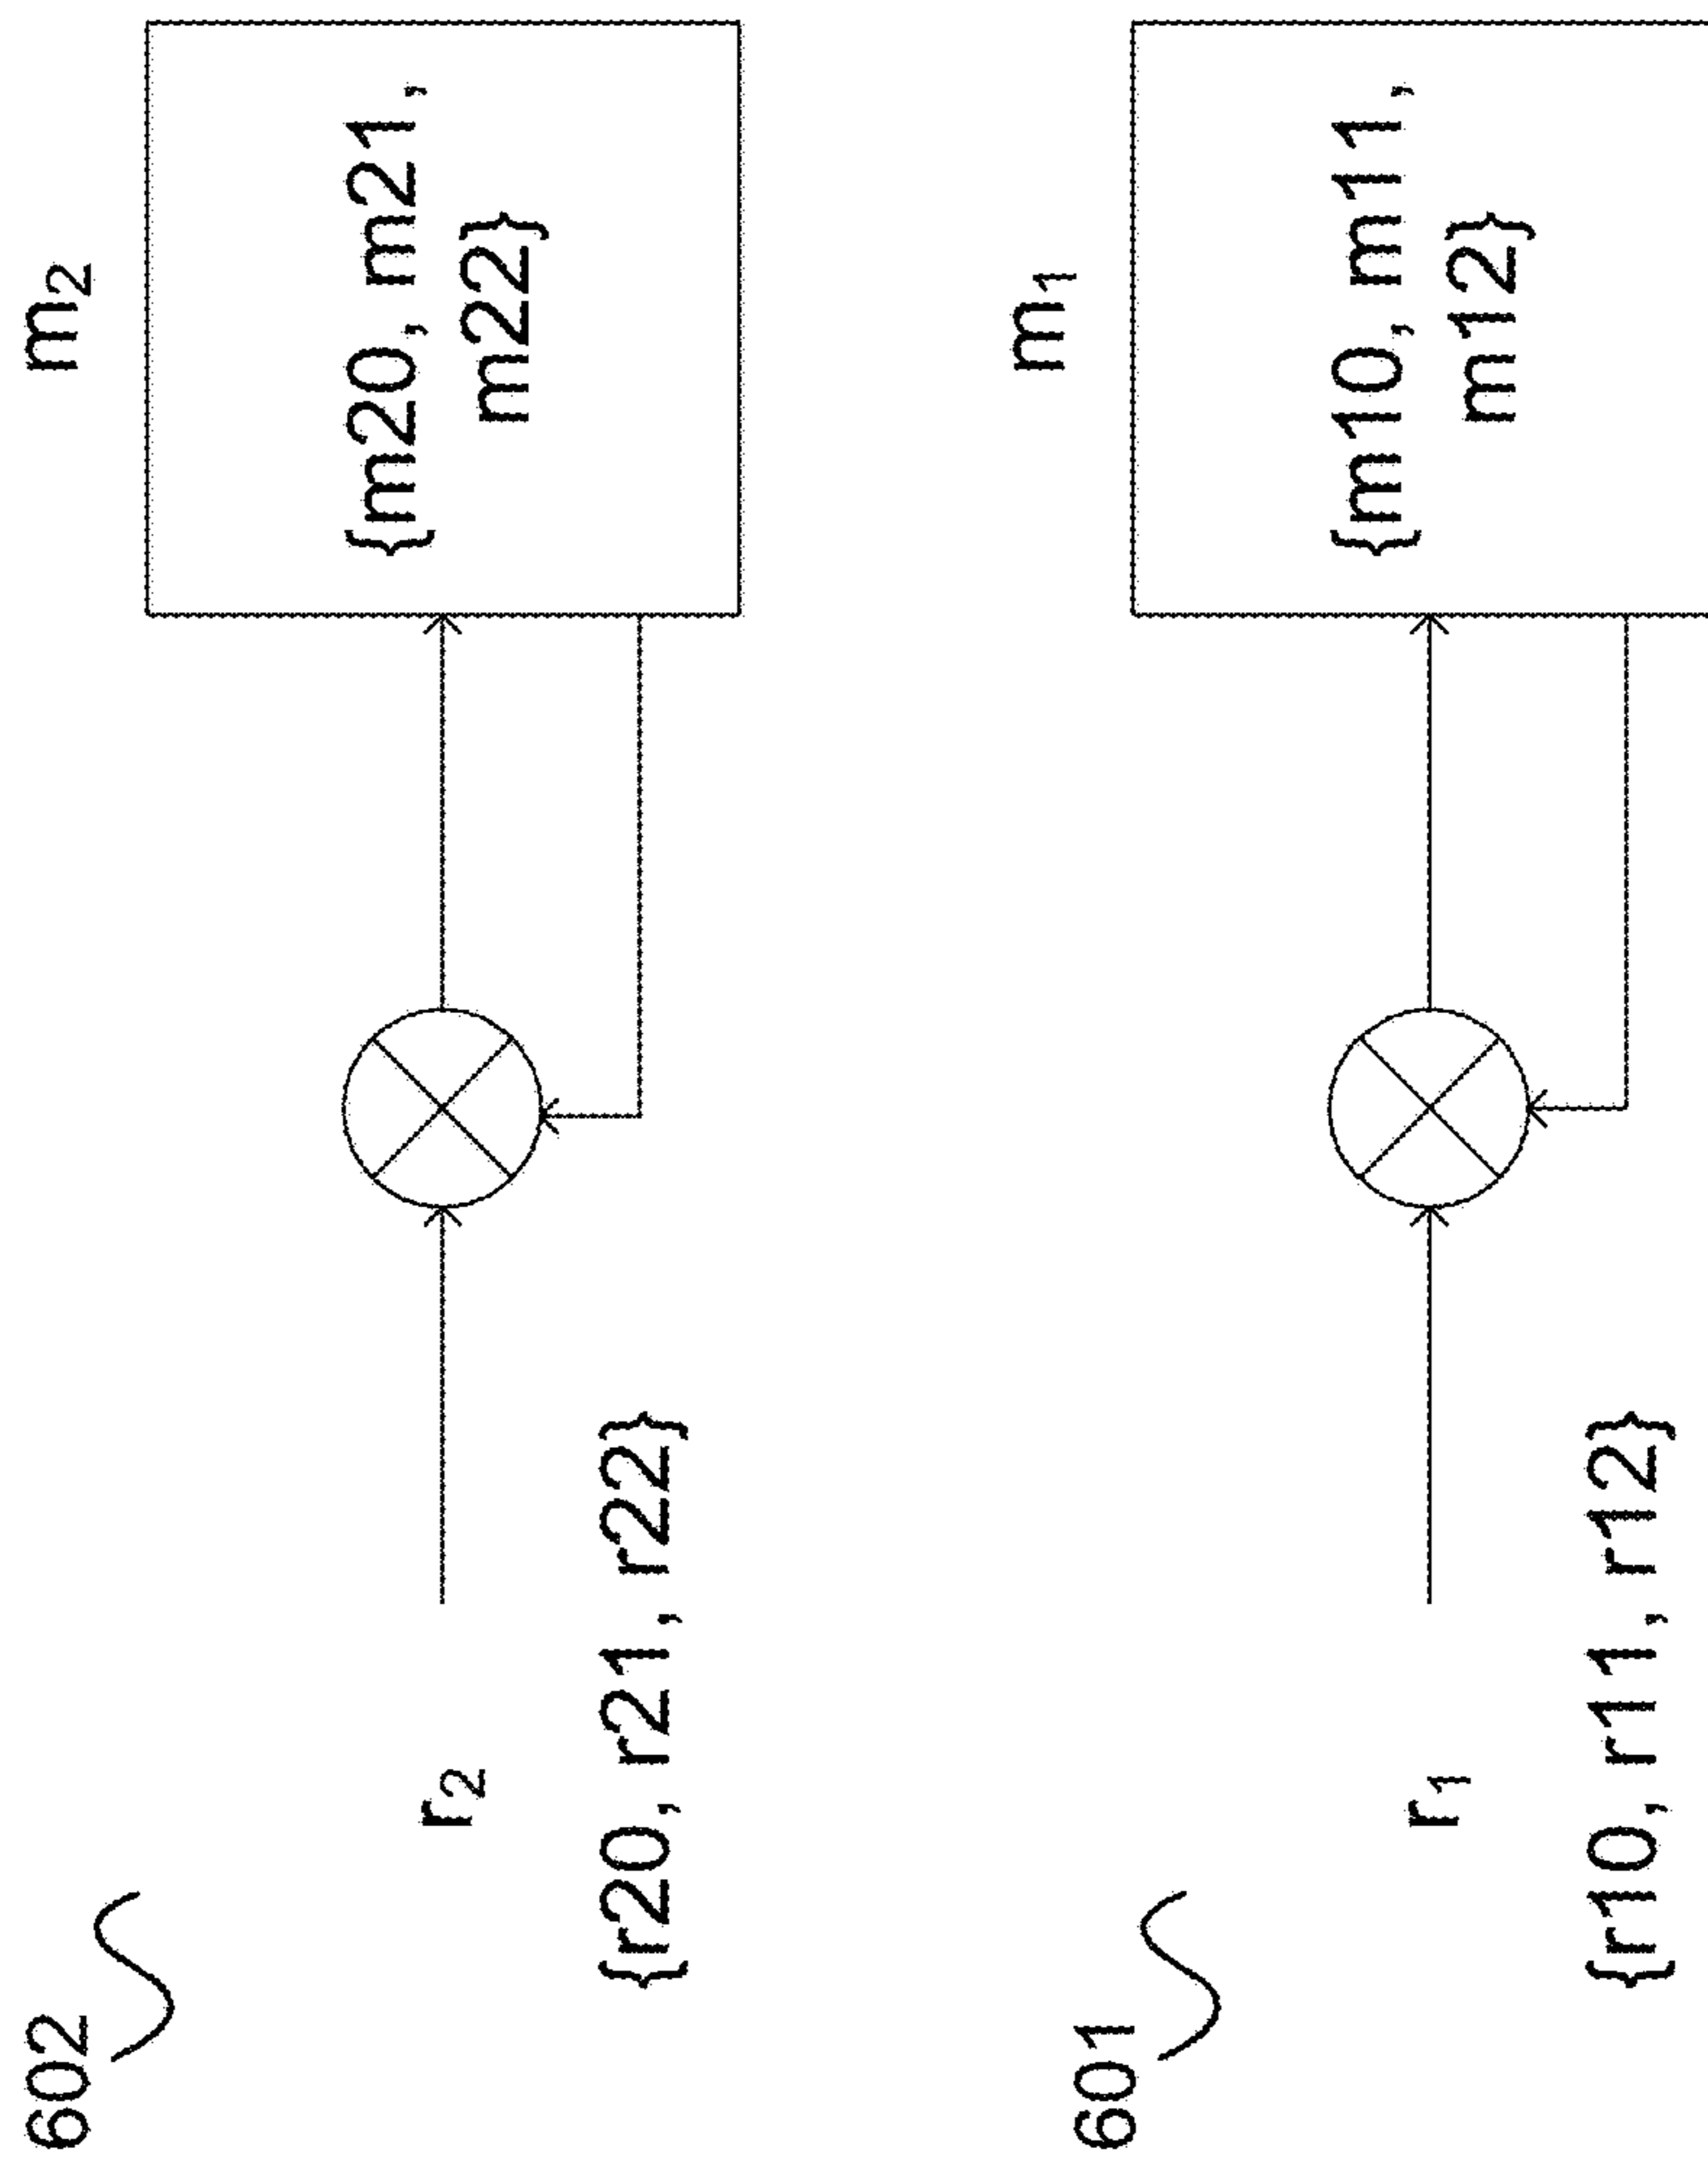 602
m₂
r₂
{m20, m21,
m22}
{r20, r21, r22}
601
m₁
r₁
{m10, m11,
m12}
{r10, r11, r12}